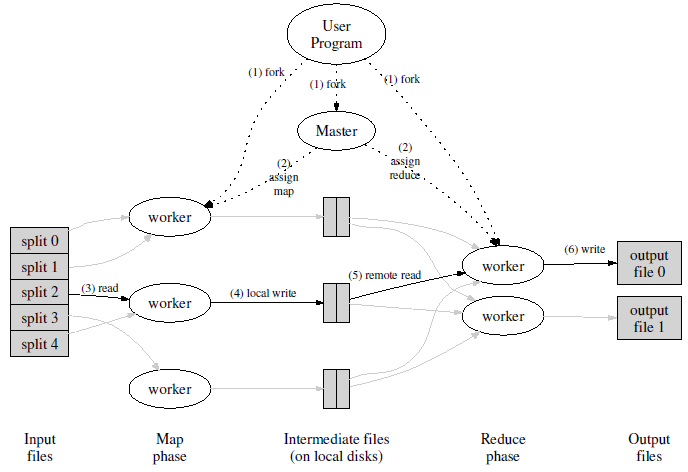 User
Program
(1) fork
(1) fork
(1) fork
Master
(2)
assign
map
(2)
assign
reduce
worker
split 0
split 1
split 2
split 3
split 4
(3) read
worker
(4) local write
(5) remote read
worker
(6) write
output
file 0
worker
output
file 1
worker
Input
files
Map
phase
Intermediate files
(on local disks)
Reduce
phase
Output
files